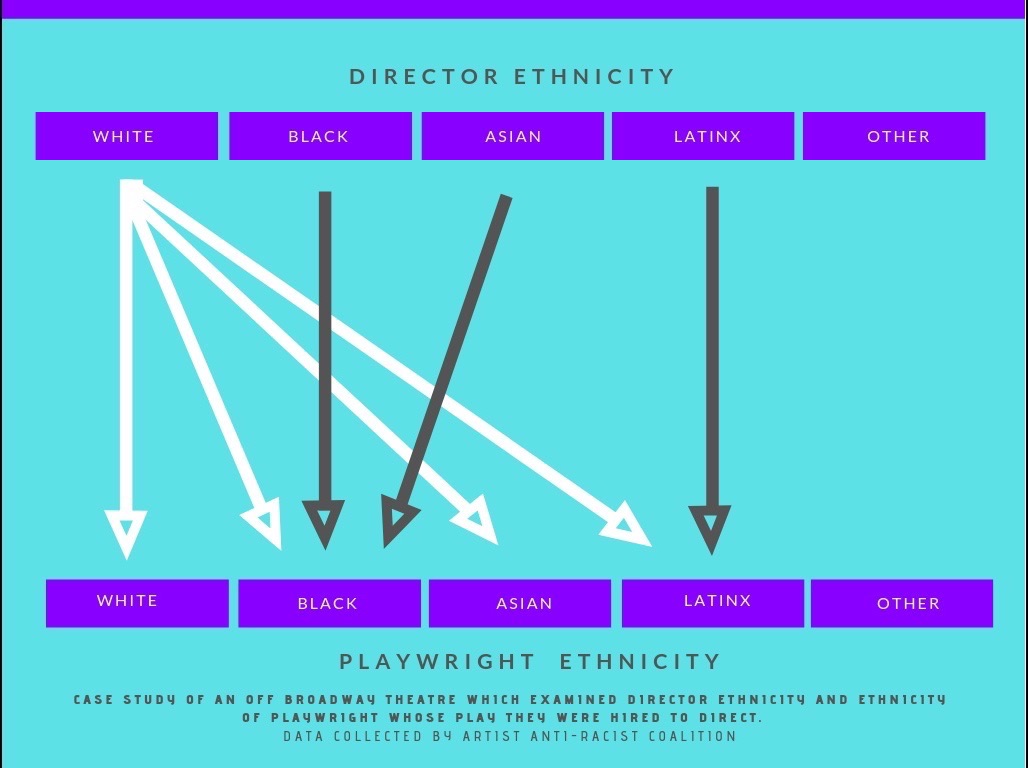 DIRECTOR ETHNICITY
WHITE BLACK ASIAN LATINX OTHER
WHITE BLACK ASIAN LATINX OTHER
PLAYWRIGHT ETHNICITY
CASE STUDY OF AN OFF BROADWAY THEATRE WHICH EXAMINED DIRECTOR ETHNICITY AND ETHNICITY
OF PLAYWRIGHT WHOSE PLAY THEY WERE HIRED TO DIRECT.
DATA COLLECTED BY ARTIST ANTI-RACIST COALITION